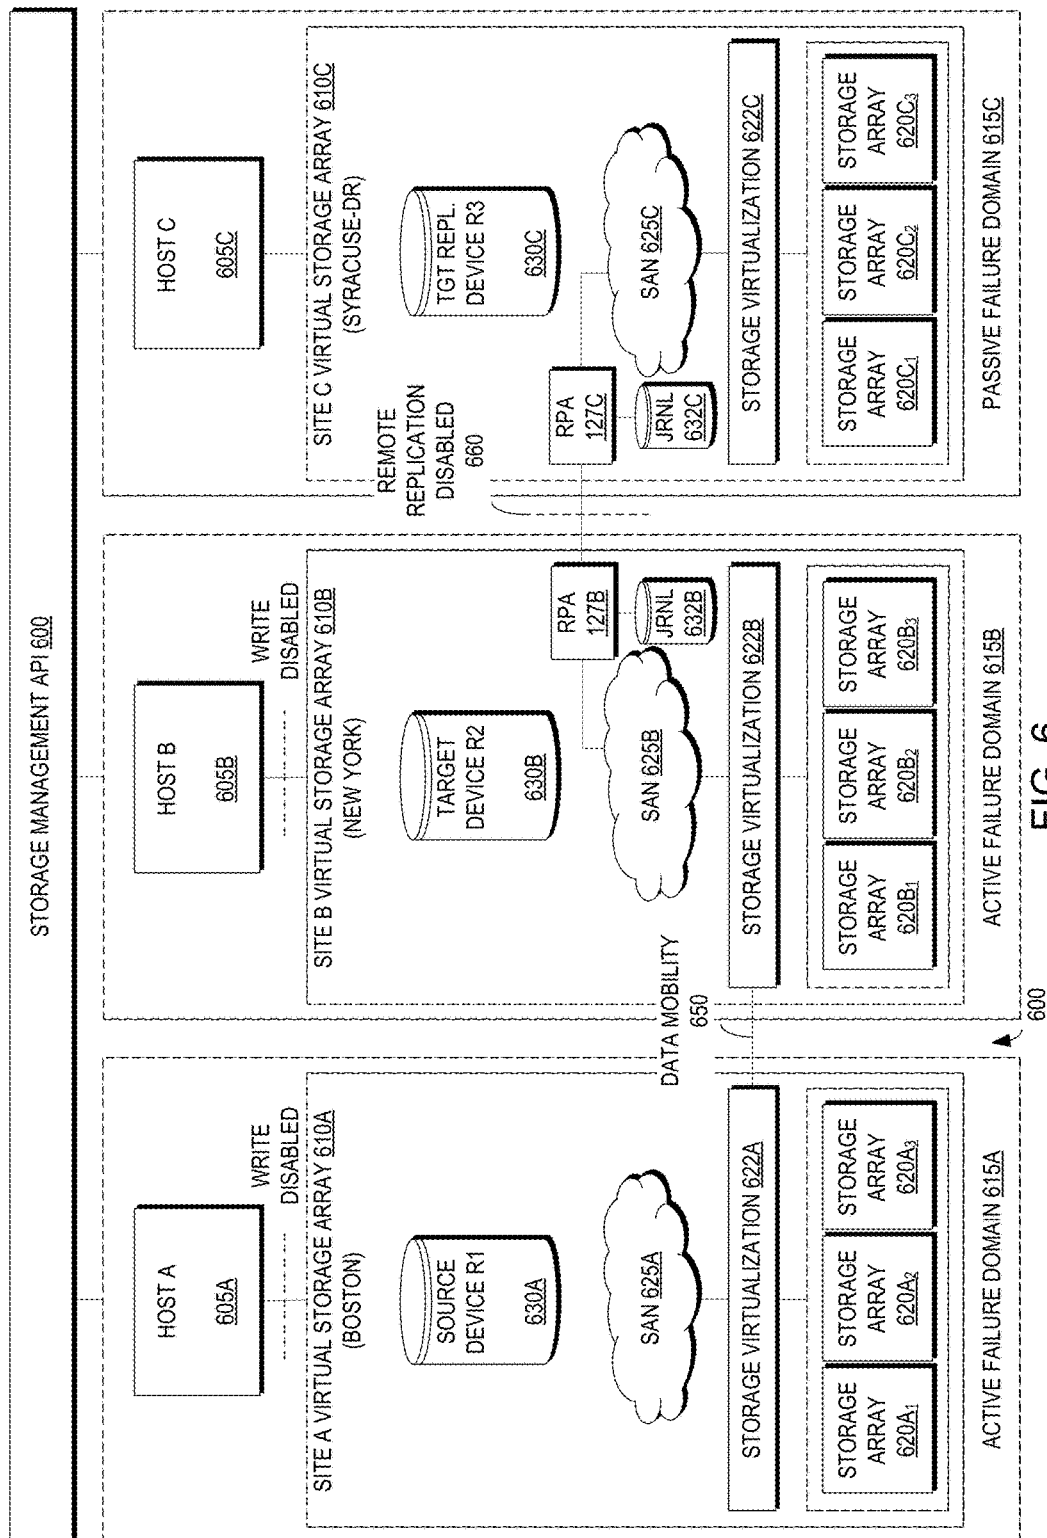 STORAGE MANAGEMENT API 600
HOST A
605A
WRITE
DISABLED
SITE A VIRTUAL STORAGE ARRAY 610A
(BOSTON)
SOURCE
DEVICE R1
630A
SAN 625A
STORAGE VIRTUALIZATION 622A
STORAGE
ARRAY
620A1
STORAGE
ARRAY
620A2
STORAGE
ARRAY
620A3
ACTIVE FAILURE DOMAIN 615A
DATA MOBILITY
650
600
HOST B
605B
WRITE
DISABLED
SITE B VIRTUAL STORAGE ARRAY 610B
(NEW YORK)
TARGET
DEVICE R2
630B
RPA
127B
JRNL
632B
SAN 625B
STORAGE VIRTUALIZATION 622B
STORAGE
ARRAY
620B1
STORAGE
ARRAY
620B2
STORAGE
ARRAY
620B3
ACTIVE FAILURE DOMAIN 615B
REMOTE
REPLICATION
DISABLED
660
HOST C
605C
SITE C VIRTUAL STORAGE ARRAY 610C
(SYRACUSE-DR)
TGT REPL.
DEVICE R3
630C
RPA
127C
JRNL
632C
SAN 625C
STORAGE VIRTUALIZATION 622C
STORAGE
ARRAY
620C1
STORAGE
ARRAY
620C2
STORAGE
ARRAY
620C3
PASSIVE FAILURE DOMAIN 615C
FIG. 6